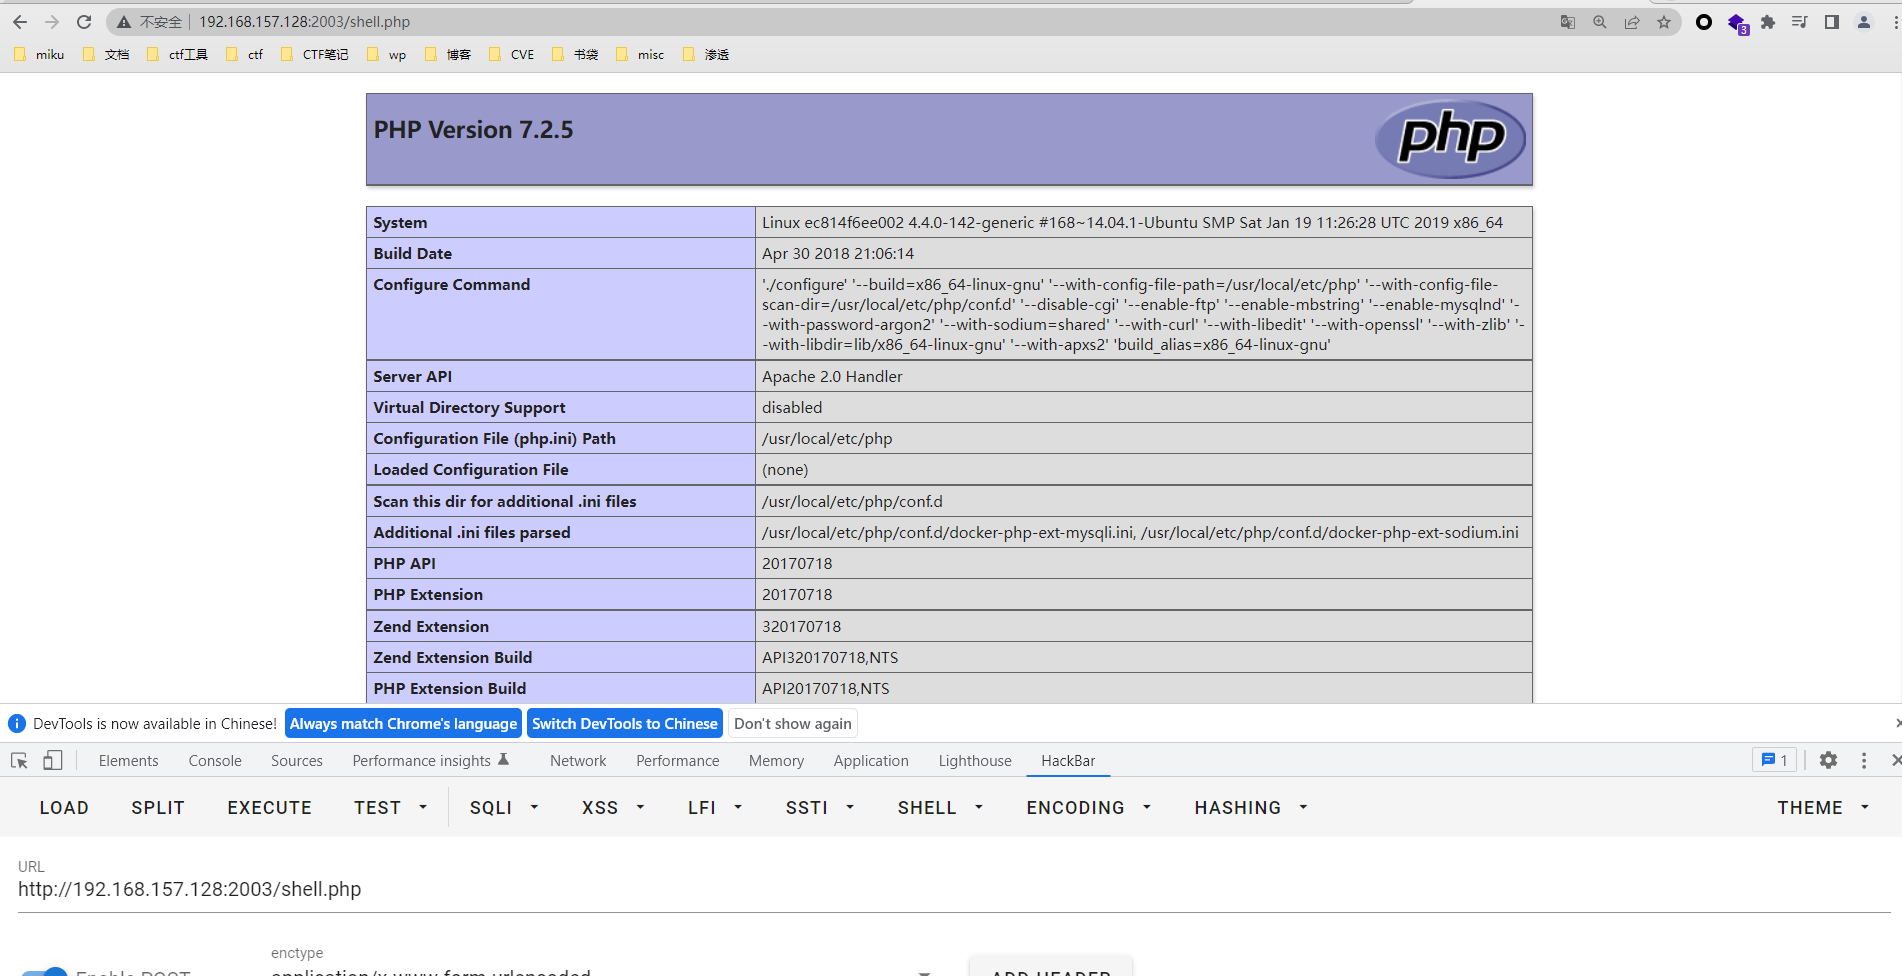 不安全 192.168.157.128:2003/shell.php
3
miku 文档 ctf工具 ctf CTF笔记 wp 博客 CVE 书袋 misc 渗透
PHP Version 7.2.5
php
System Linux ec814f6ee002 4.4.0-142-generic #168~14.04.1-Ubuntu SMP Sat Jan 19 11:26:28 UTC 2019 x86_64
Build Date Apr 30 2018 21:06:14
Configure Command './configure' '--build=x86_64-linux-gnu' '--with-config-file-path=/usr/local/etc/php' '--with-config-file-
scan-dir=/usr/local/etc/php/conf.d' '--disable-cgi' '--enable-ftp' '--enable-mbstring' '--enable-mysqlnd' '-
-with-password-argon2' '--with-sodium=shared' '--with-curl' '--with-libedit' '--with-openssl' '--with-zlib' '-
-with-libdir=lib/x86_64-linux-gnu' '--with-apxs2' 'build_alias=x86_64-linux-gnu'
Server API Apache 2.0 Handler
Virtual Directory Support disabled
Configuration File (php.ini) Path /usr/local/etc/php
Loaded Configuration File (none)
Scan this dir for additional .ini files /usr/local/etc/php/conf.d
Additional .ini files parsed /usr/local/etc/php/conf.d/docker-php-ext-mysqli.ini, /usr/local/etc/php/conf.d/docker-php-ext-sodium.ini
PHP API 20170718
PHP Extension 20170718
Zend Extension 320170718
Zend Extension Build API320170718,NTS
PHP Extension Build API20170718,NTS
DevTools is now available in Chinese! Always match Chrome's language Switch DevTools to Chinese Don't show again
Elements Console Sources Performance insights Network Performance Memory Application Lighthouse HackBar 1
LOAD SPLIT EXECUTE TEST SQLI XSS LFI SSTI SHELL ENCODING HASHING THEME
URL
http://192.168.157.128:2003/shell.php
enctype
Enable POST application/x-www-form-urlencoded ADD HEADER